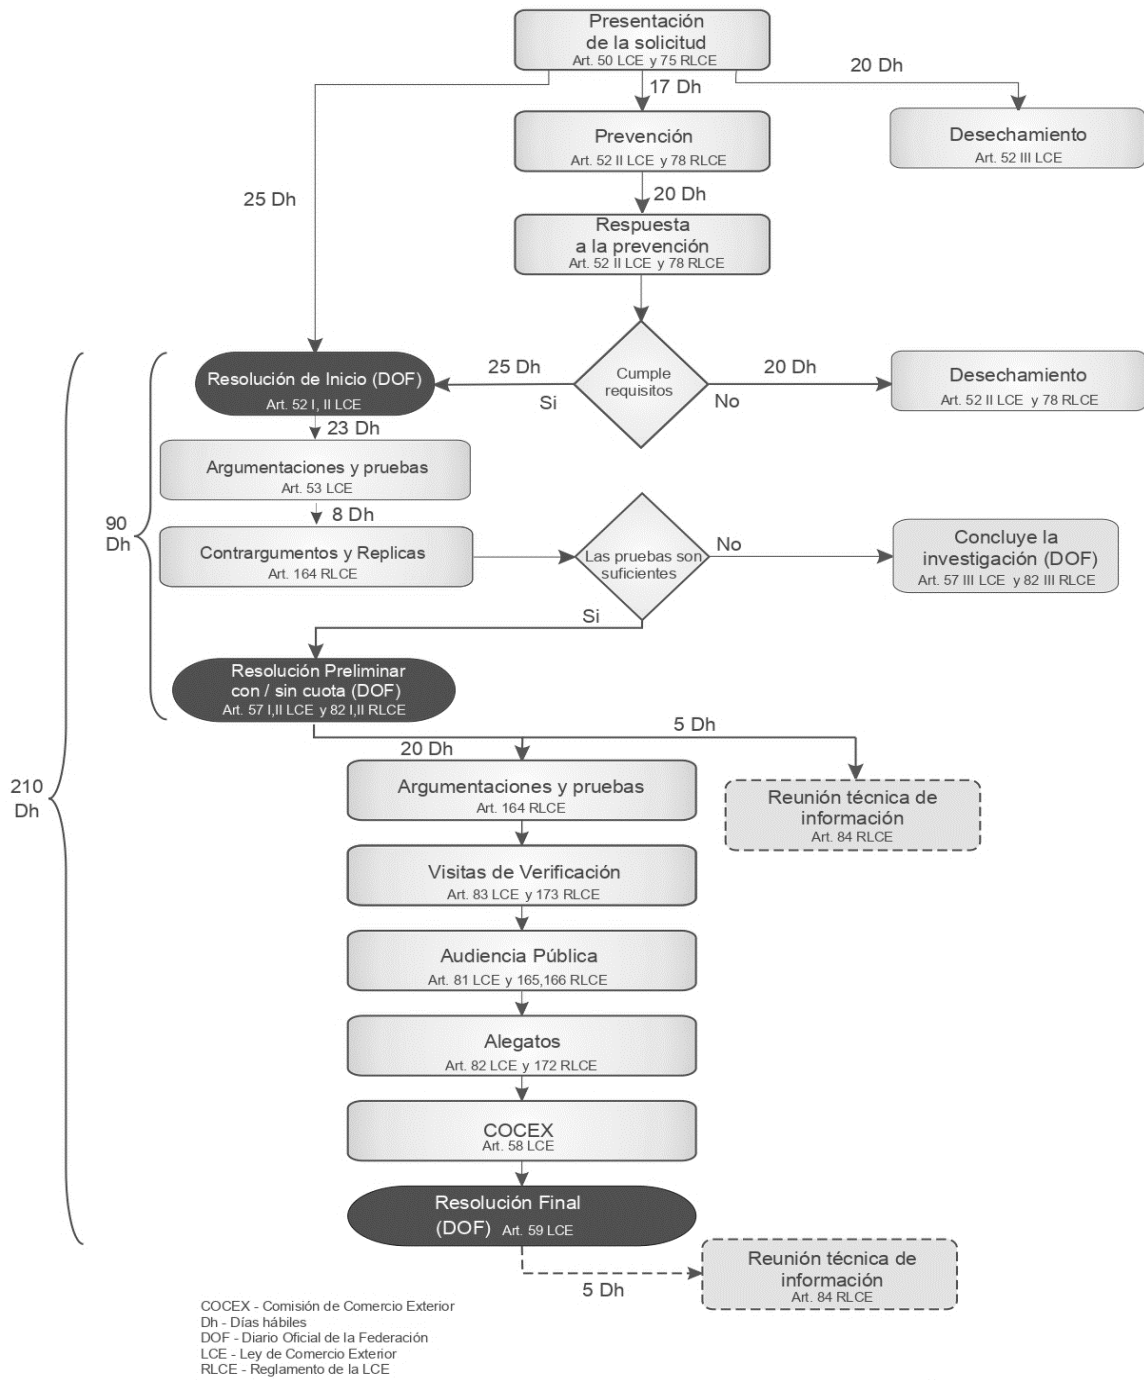 Presentación
de la solicitud
Art. 50 LCE y 75 RLCE
20 Dh
17 Dh
Prevención
Art. 52 II LCE y 78 RLCE
Desechamiento
Art. 52 III LCE
25 Dh
20 Dh
Respuesta
a la prevención
Art. 52 II LCE y 78 RLCE
Resolución de Inicio (DOF)
Art. 52 I, II LCE
25 Dh
Si
Cumple
requisitos
20 Dh
No
Desechamiento
Art. 52 II LCE y 78 RLCE
23 Dh
Argumentaciones y pruebas
Art. 53 LCE
90
Dh
8 Dh
Contrargumentos y Replicas
Art. 164 RLCE
Las pruebas son
suficientes
No
Concluye la
investigación (DOF)
Art. 57 III LCE y 82 III RLCE
Si
Resolución Preliminar
con / sin cuota (DOF)
Art. 57 I,II LCE y 82 I,II RLCE
5 Dh
20 Dh
210
Dh
Argumentaciones y pruebas
Art. 164 RLCE
Reunión técnica de
información
Art. 84 RLCE
Visitas de Verificación
Art. 83 LCE y 173 RLCE
Audiencia Pública
Art. 81 LCE y 165,166 RLCE
Alegatos
Art. 82 LCE y 172 RLCE
COCEX
Art. 58 LCE
Resolución Final
(DOF) Art. 59 LCE
5 Dh
Reunión técnica de
información
Art. 84 RLCE
COCEX - Comisión de Comercio Exterior
Dh - Días hábiles
DOF - Diario Oficial de la Federación
LCE - Ley de Comercio Exterior
RLCE - Reglamento de la LCE